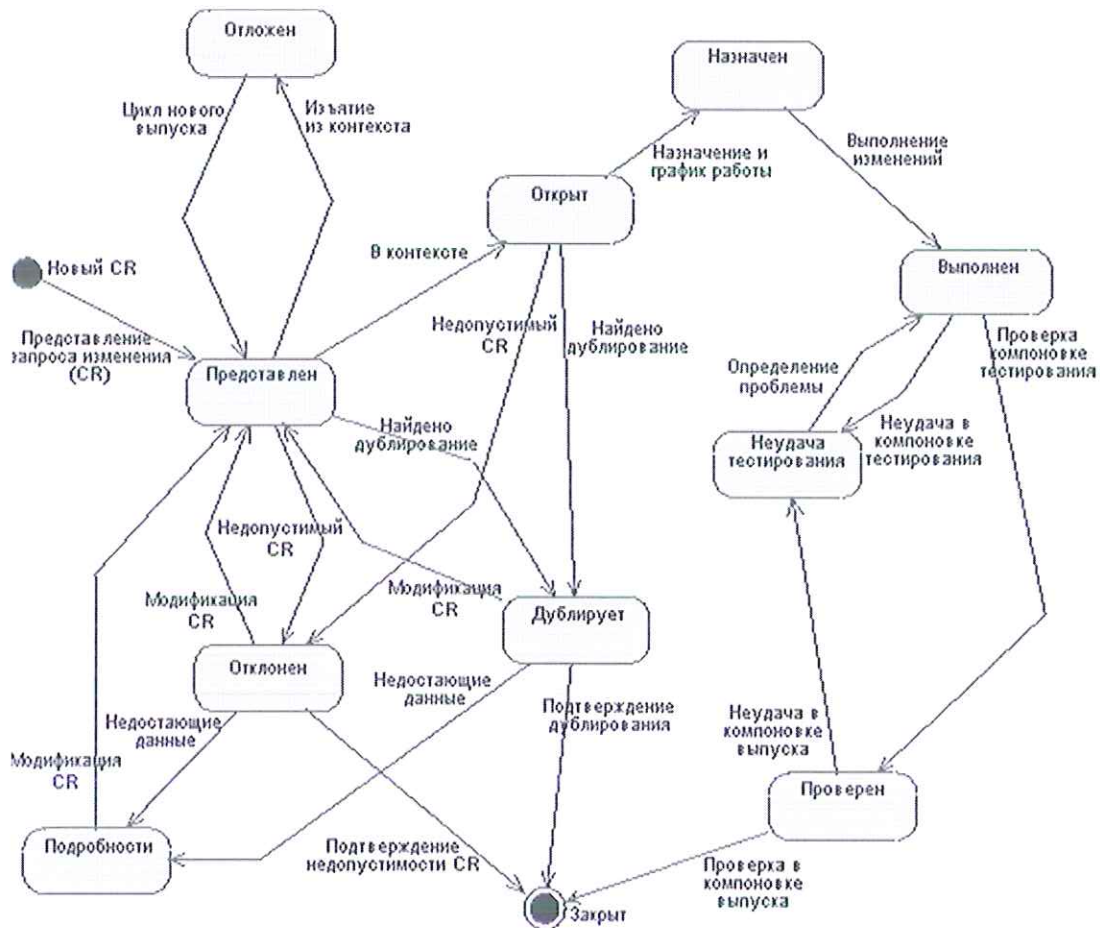 Отложен
Назначен
Цикл нового
выпуска
Изъятие
из контекста
Назначение и
график работы
Выполнение
изменений
Открыт
В контексте
Новый CR
Выполнен
Представление
запроса изменения
(CR)
Недопустимый
CR
Найдено
дублирование
Проверка
компоновке
тестирования
Определение
проблемы
Представлен
Найдено
дублирование
Неудача
тестирования
Неудача в
компоновке
тестирования
Недопустимый
CR
Модификация
CR
Модификация
CR
Дублирует
Отклонен
Недостающие
данные
Недостающие
данные
Подтверждение
дублирования
Неудача в
компоновке
выпуска
Модификация
CR
Проверен
Подробности
Подтверждение
недопустимости CR
Проверка в
компоновке
выпуска
Закрыт